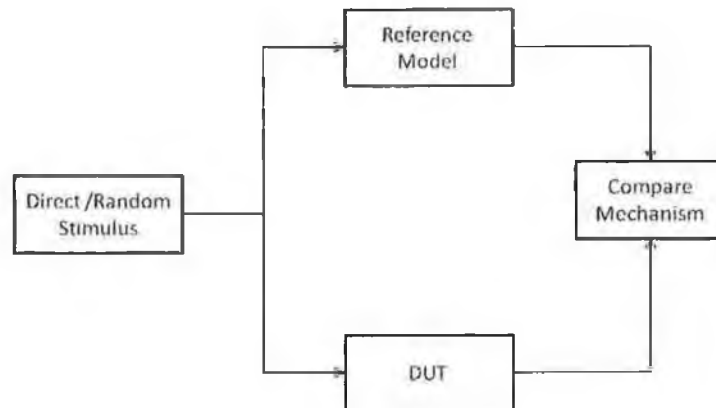 Reference
Model
Direct /Random
Stimulus
Compare
Mechanism
DUT